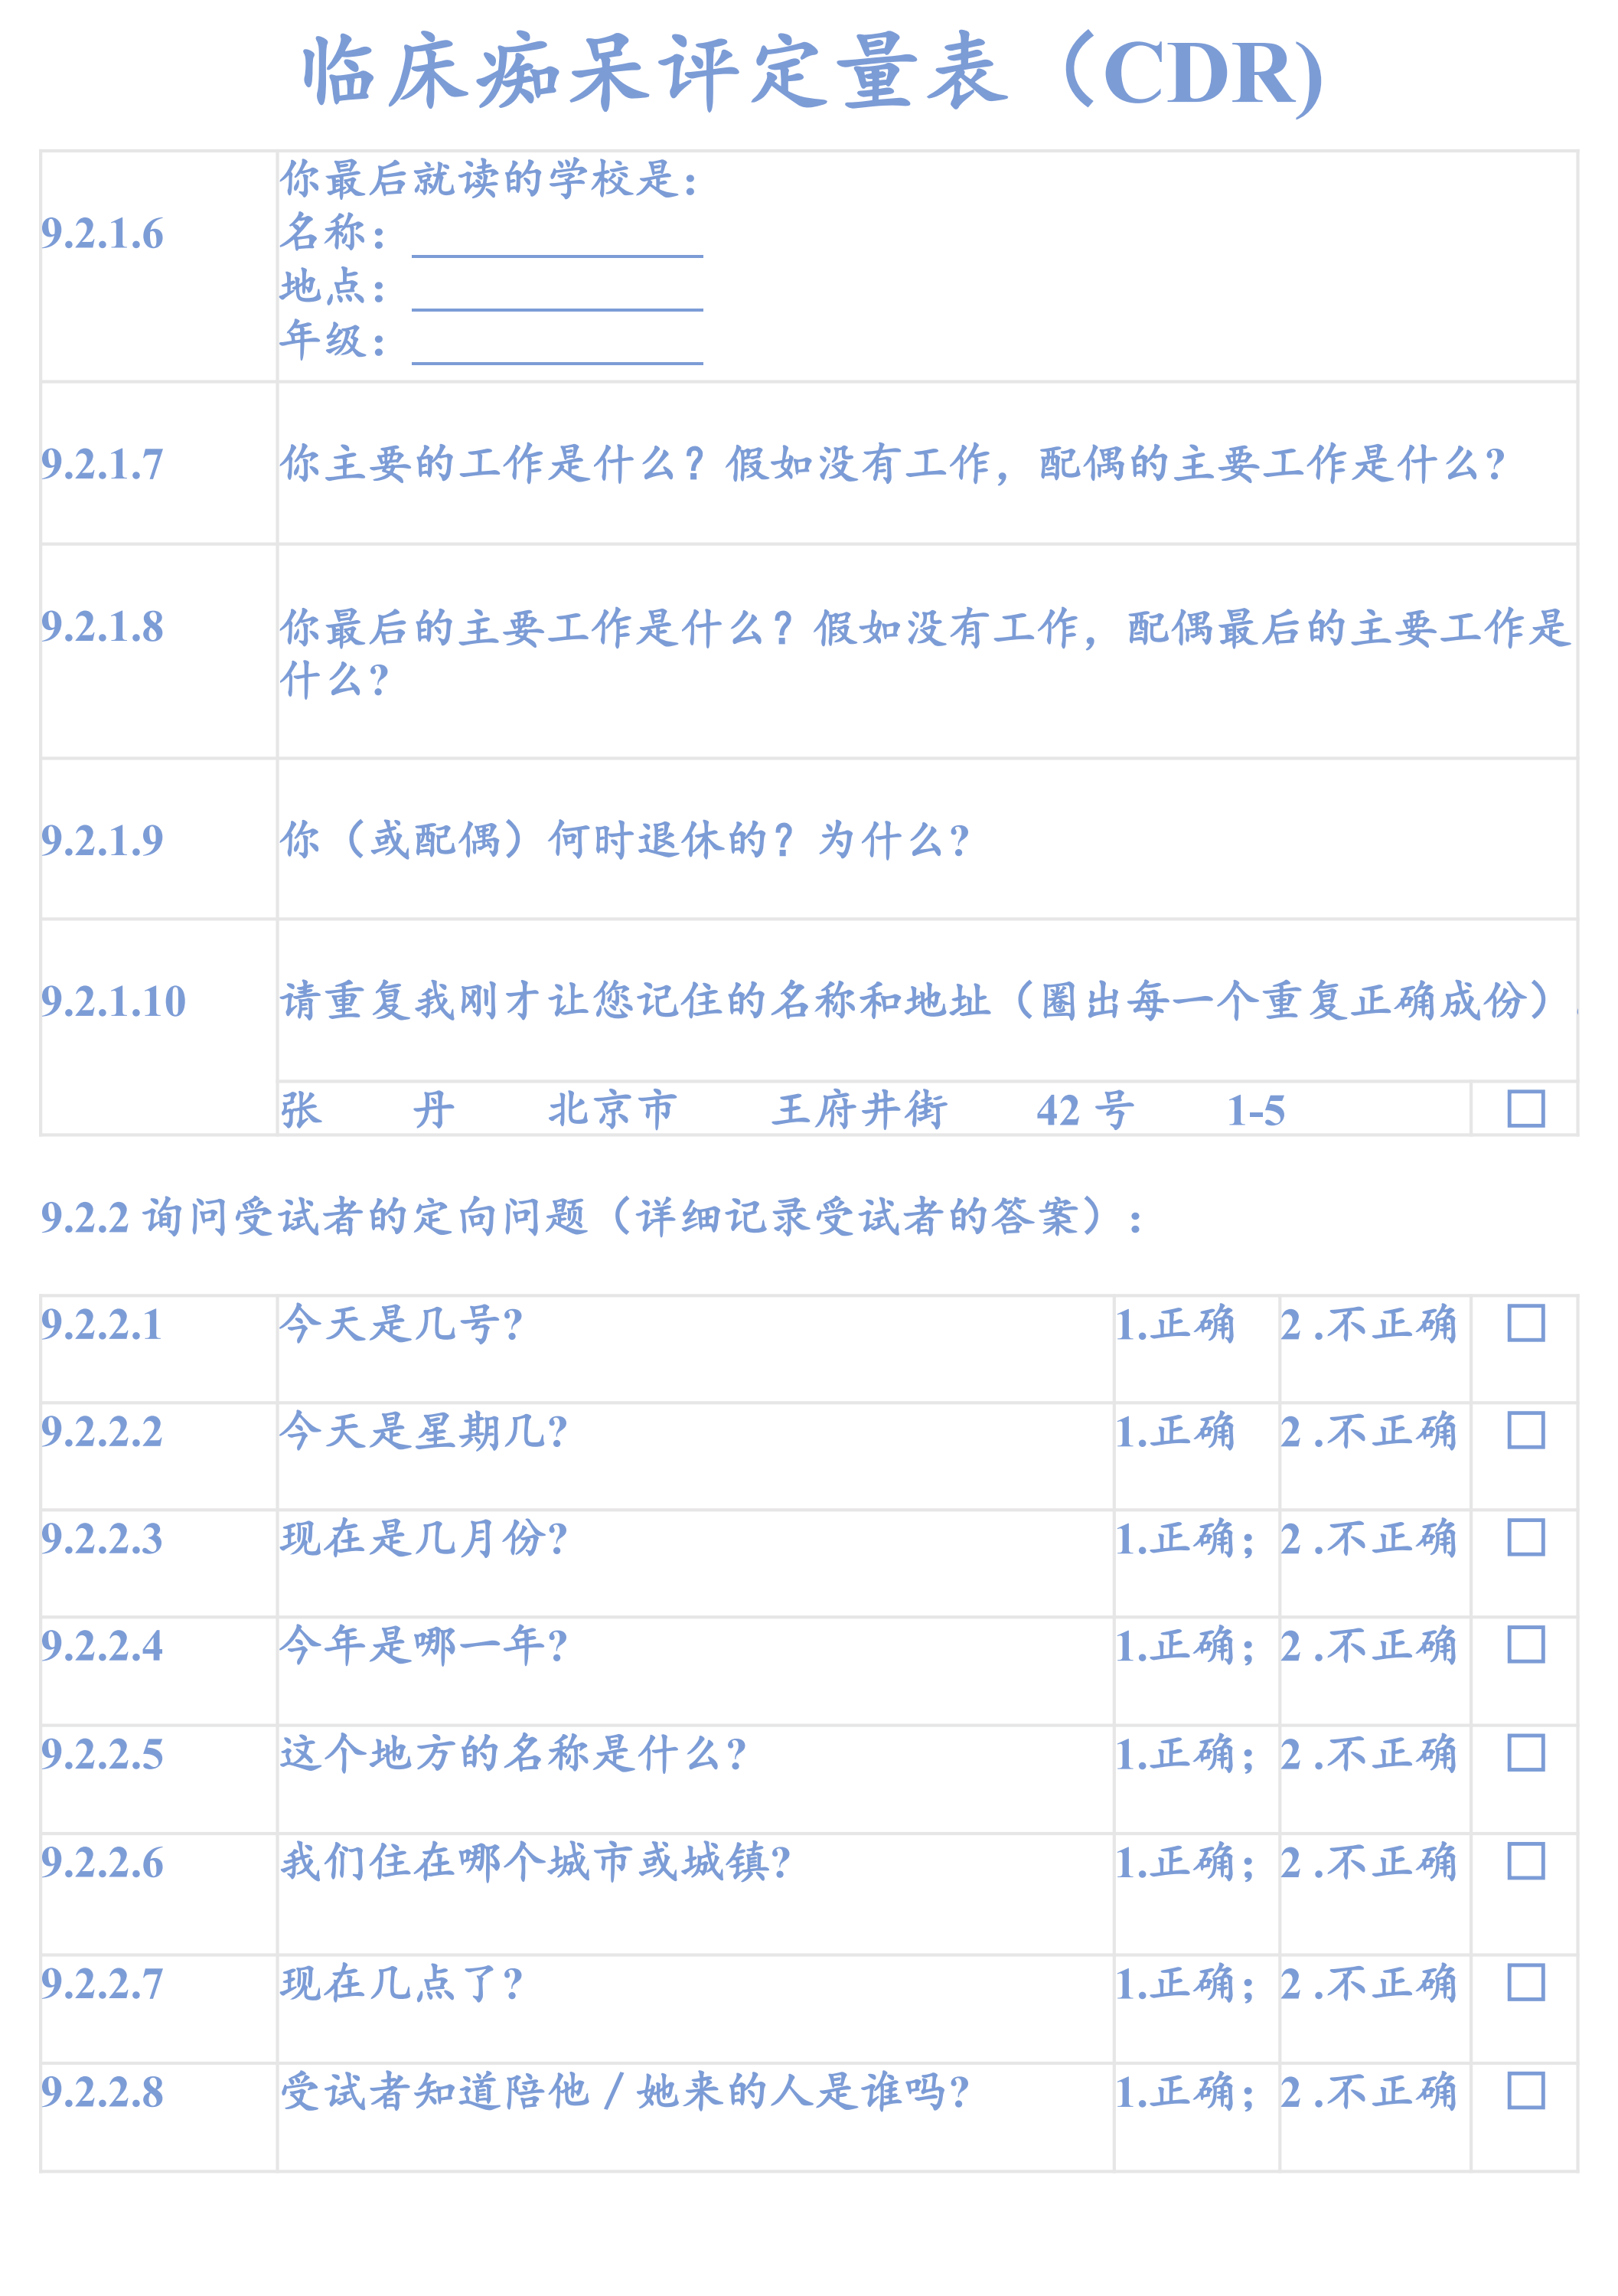 临床痴呆评定量表（CDR)
9.2.1.6
你最后就读的学校是：
名称：
地点：
年级：
9.2.1.7 你主要的工作是什么？假如没有工作，配偶的主要工作是什么?
9.2.1.8 你最后的主要工作是什么？假如没有工作，配偶最后的主要工作是
什么?
9.2.1.9 你（或配偶）何时退休的？为什么?
9.2.1.10 请重复我刚才让您记住的名称和地址（圈出每一个重复正确成份）
张 丹 北京市 王府井街 42 号 1-5 □
9.2.2 询问受试者的定向问题（详细记录受试者的答案）:
9.2.2.1 今天是几号? 1.正确 2 .不正确 □
9.2.2.2 今天是星期几? 1.正确 2 .不正确 □
9.2.2.3 现在是几月份? 1.正确； 2 .不正确 □
9.2.2.4 今年是哪一年? 1.正确； 2 .不正确 □
9.2.2.5 这个地方的名称是什么? 1.正确； 2 .不正确 □
9.2.2.6 我们住在哪个城市或城镇? 1.正确； 2 .不正确 □
9.2.2.7 现在几点了? 1.正确； 2 .不正确 □
9.2.2.8 受试者知道陪他／她来的人是谁吗? 1.正确； 2 .不正确 □